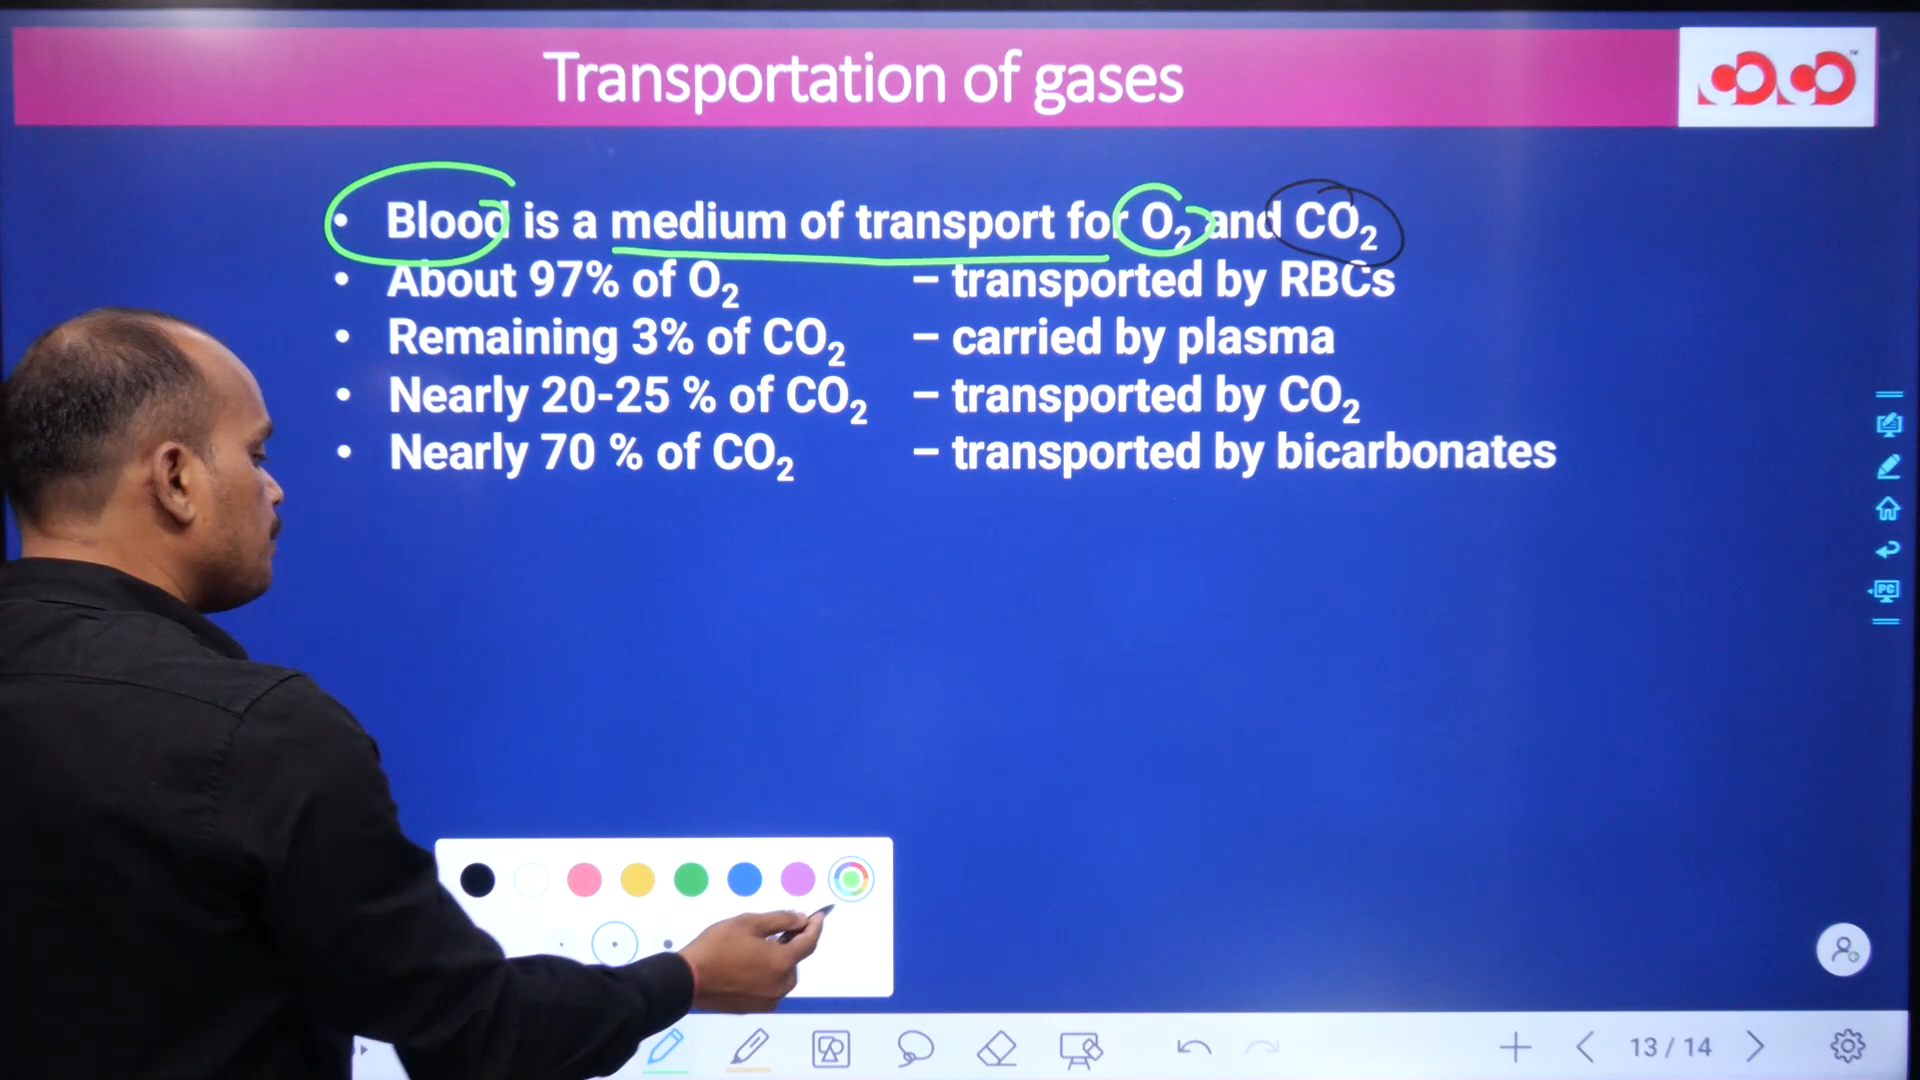 Transportation of gases
TM
• Blood is a medium of transport for O₂ and CO₂
• About 97% of O₂ – transported by RBCs
• Remaining 3% of CO₂ – carried by plasma
• Nearly 20-25 % of CO₂ – transported by CO₂
• Nearly 70 % of CO₂ – transported by bicarbonates
PC
13 / 14